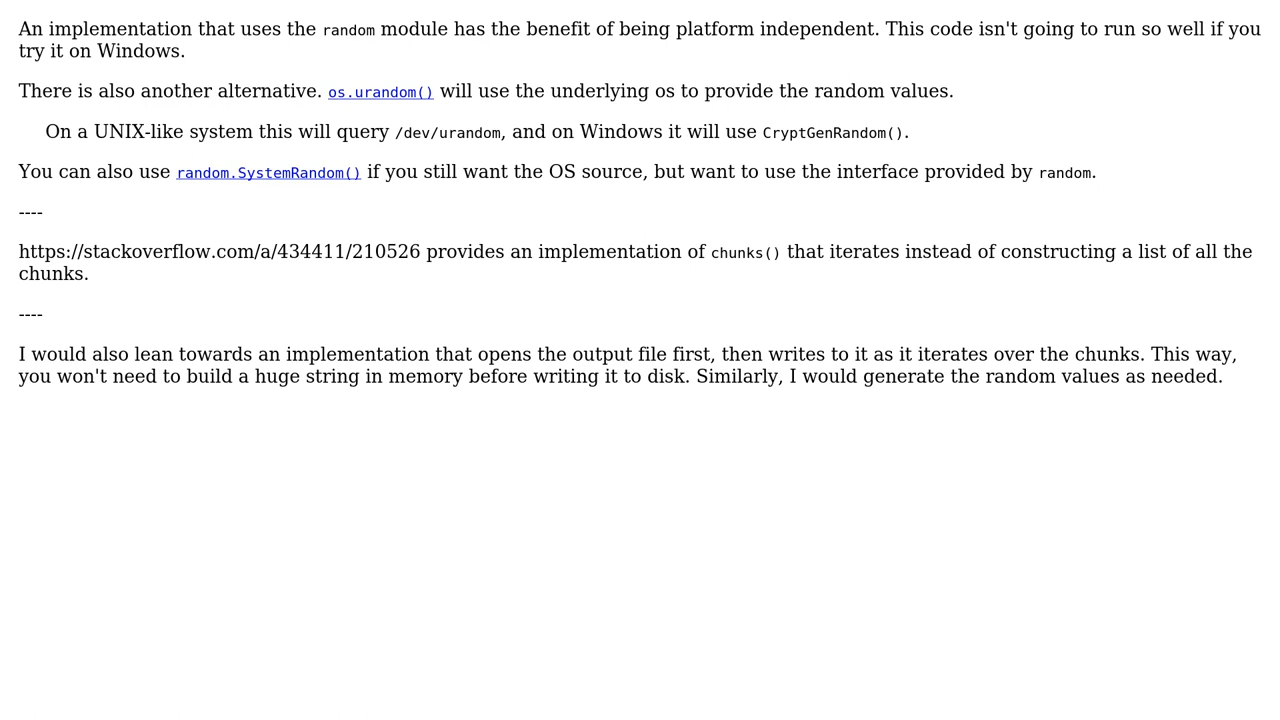 An implementation that uses the random module has the benefit of being platform independent. This code isn't going to run so well if you
try it on Windows.
There is also another alternative. os.urandom() will use the underlying os to provide the random values.
On a UNIX-like system this will query /dev/urandom, and on Windows it will use CryptGenRandom().
You can also use random.SystemRandom() if you still want the OS source, but want to use the interface provided by random.
----
https://stackoverflow.com/a/434411/210526 provides an implementation of chunks() that iterates instead of constructing a list of all the
chunks.
----
I would also lean towards an implementation that opens the output file first, then writes to it as it iterates over the chunks. This way,
you won't need to build a huge string in memory before writing it to disk. Similarly, I would generate the random values as needed.